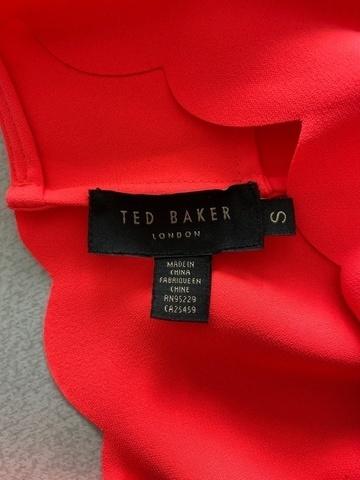 TED BAKER
LONDON
S
MADE IN
CHINA
FABRIQUE EN
CHINE
RN95229
CA25459